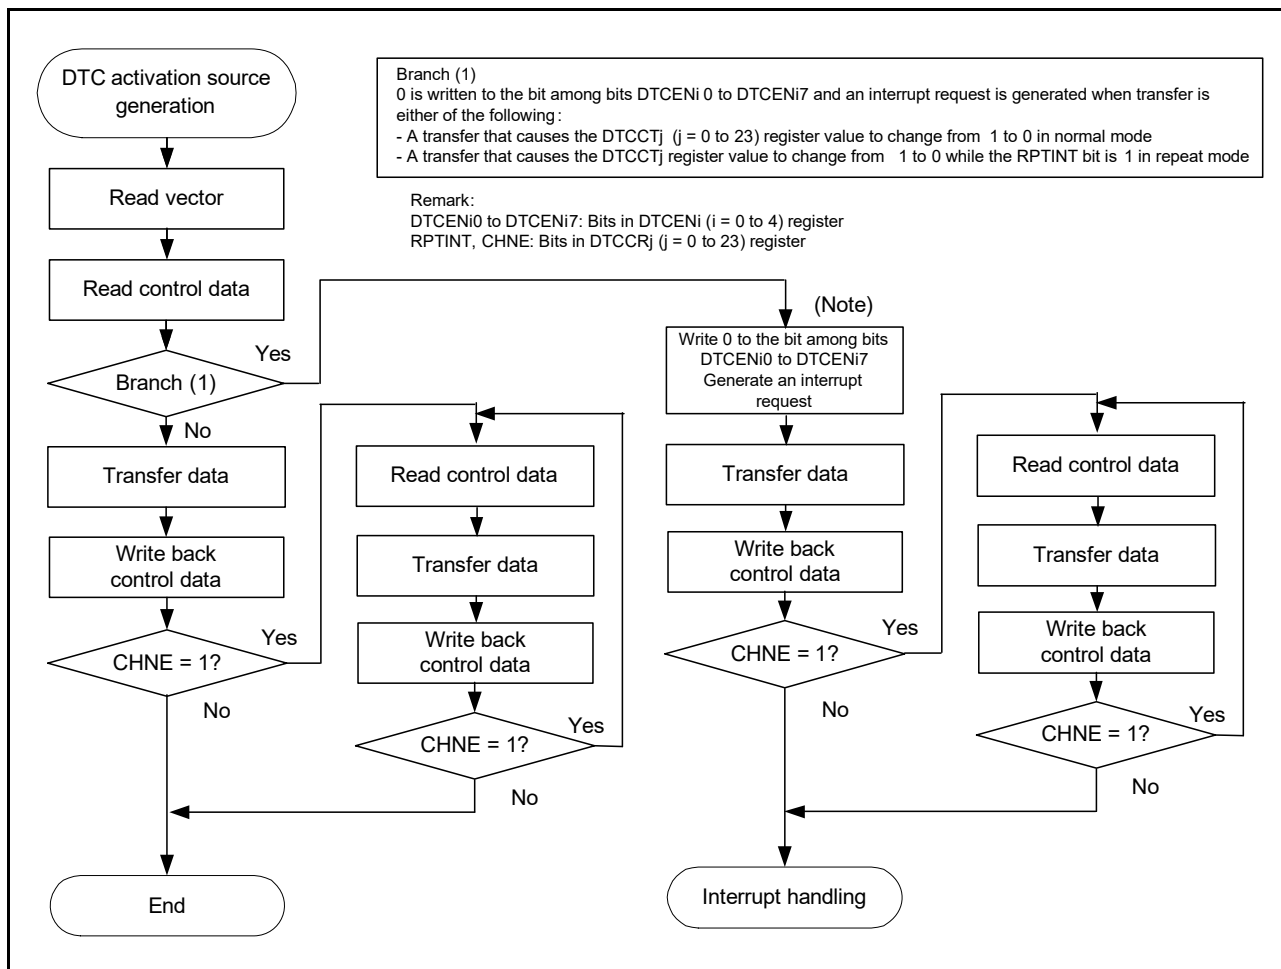 DTC activation source
generation
Branch (1)
0 is written to the bit among bits DTCENi 0 to DTCENi7 and an interrupt request is generated when transfer is
either of the following:
- A transfer that causes the DTCCTj (j = 0 to 23) register value to change from 1 to 0 in normal mode
- A transfer that causes the DTCCTj register value to change from 1 to 0 while the RPTINT bit is 1 in repeat mode
Remark:
DTCENi0 to DTCENi7: Bits in DTCENi (i = 0 to 4) register
RPTINT, CHNE: Bits in DTCCRj (j = 0 to 23) register
Read vector
Read control data
Branch (1)
Yes
No
Transfer data
Write back
control data
CHNE = 1?
Yes
No
Read control data
Transfer data
Write back
control data
CHNE = 1?
Yes
No
End
(Note)
Write 0 to the bit among bits
DTCENi0 to DTCENi7
Generate an interrupt
request
Transfer data
Write back
control data
CHNE = 1?
Yes
No
Read control data
Transfer data
Write back
control data
CHNE = 1?
Yes
No
Interrupt handling